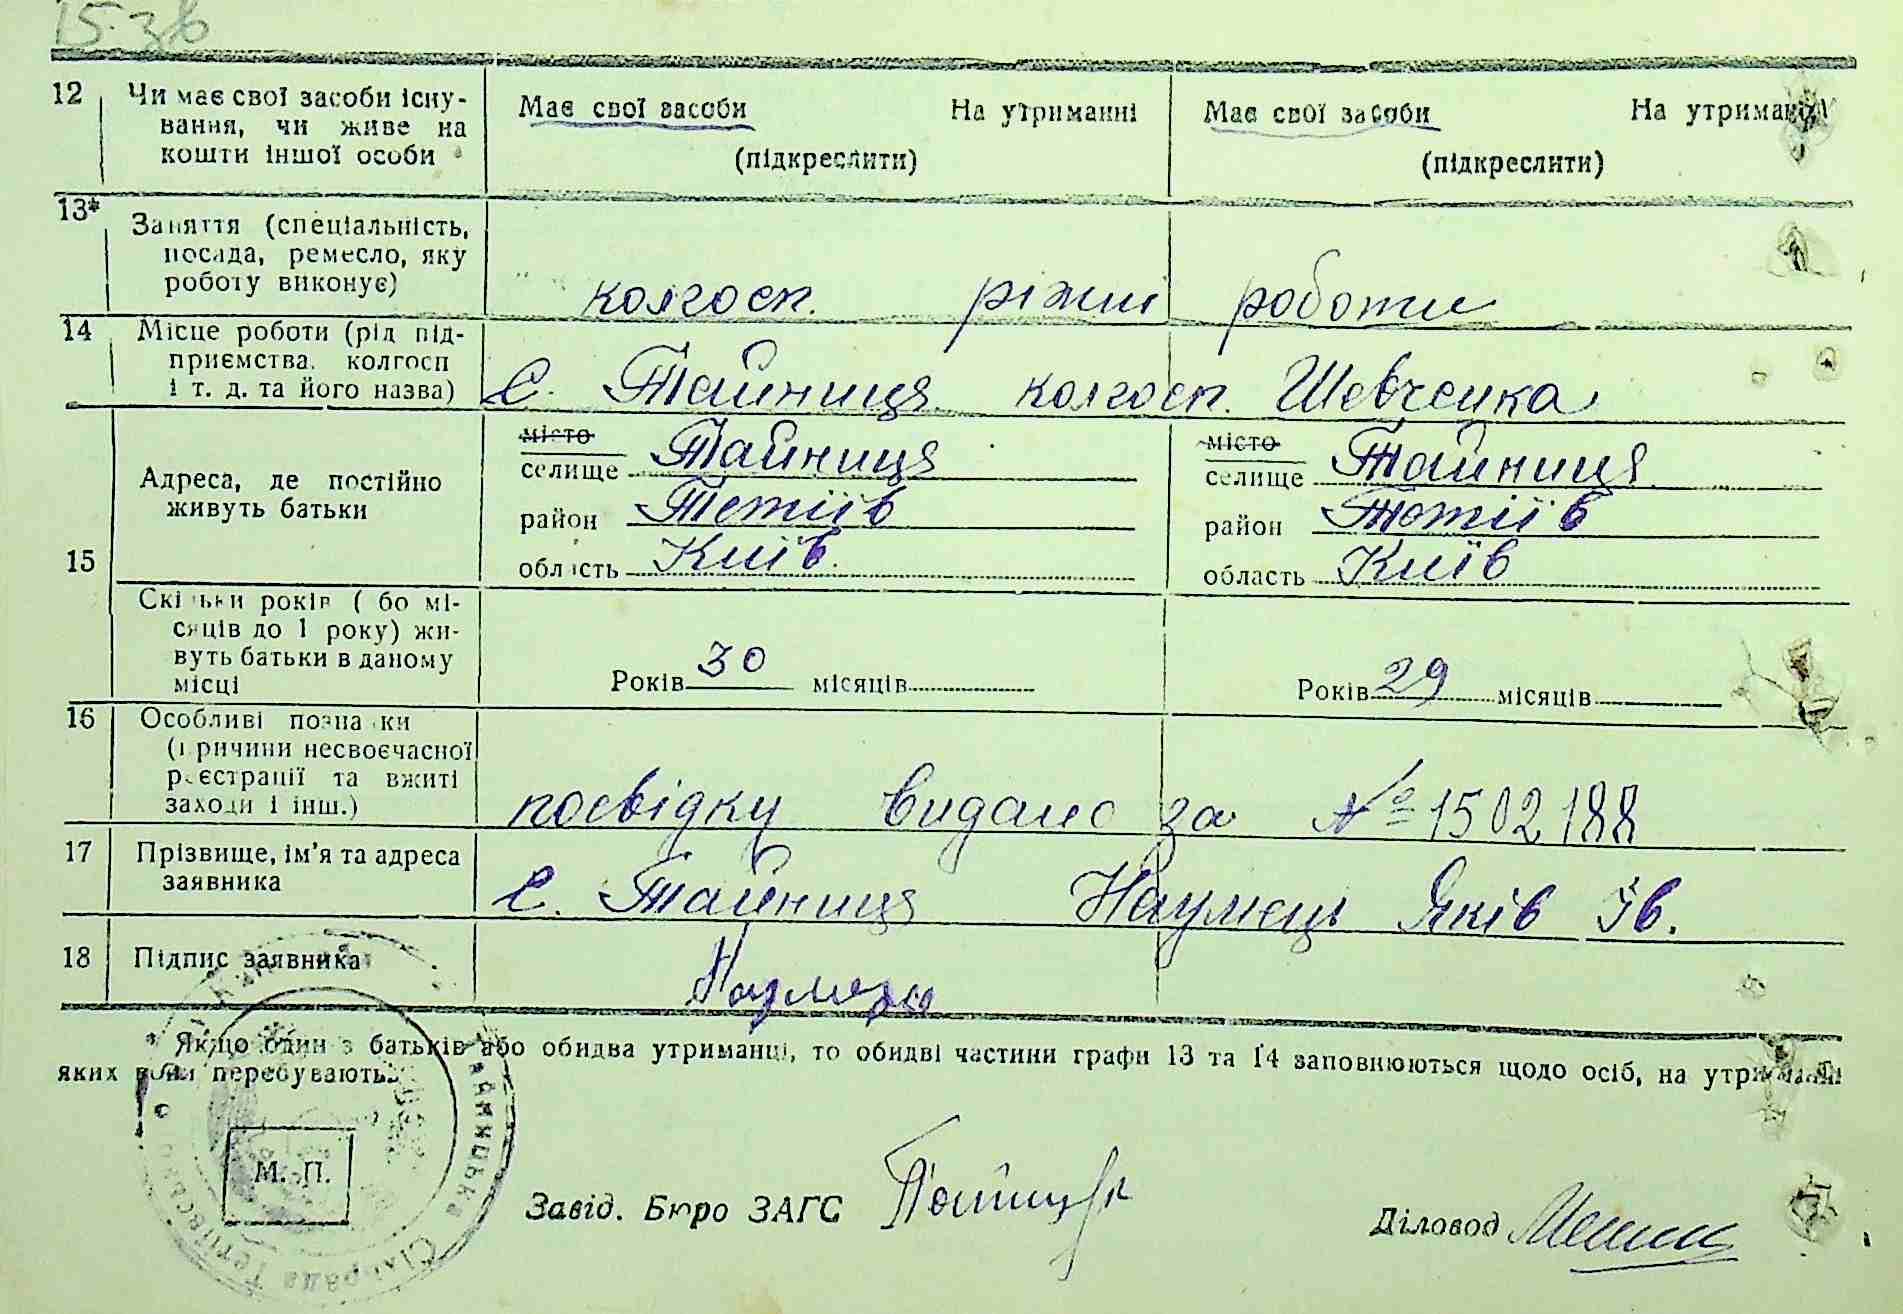 15-зв
12 Чи має свої засоби існування, чи живе на кошти іншої особи
Має свої засоби На утриманні
(підкреслити)
Має свої засоби На утриманні
(підкреслити)
13* Заняття (спеціальність, посада, ремесло, яку роботу виконує)
колгосп. ріжні роботи
14 Місце роботи (рід підприємства, колгосп і т. д. та його назва)
с. Тайниця колгосп. Шевченка
15 Адреса, де постійно живуть батьки
місто
селище Тайниця
район Тетіїв
область Київ
місто
селище Тайниця
район Тетіїв
область Київ
Скільки років (або місяців до 1 року) живуть батьки в даному місці
Років 30 місяців
Років 29 місяців
16 Особливі познаки (причини несвоєчасної реєстрації та вжиті заходи і інш.)
посвідку видано за № 1502188
17 Прізвище, ім'я та адреса заявника
с. Тайниця Наумець Яків Ів.
18 Підпис заявника
Наумець
* Якщо один з батьків або обидва утриманці, то обидві частини графи 13 та 14 заповнюються щодо осіб, на утриманні
яких вони перебувають.
М. П.
Завід. Бюро ЗАГС
Діловод